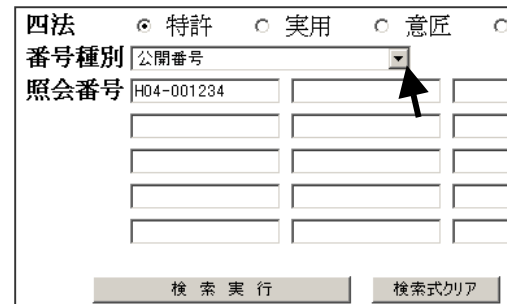 四法 特許 実用 意匠
番号種別 公開番号
照会番号 H04-001234
検索実行 検索式クリア